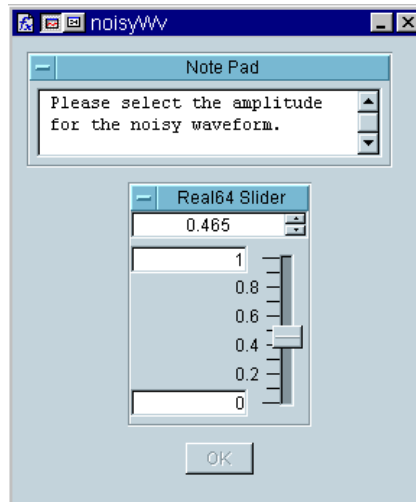 noisyWv
Note Pad
Please select the amplitude
for the noisy waveform.
Real64 Slider
0.465
1
0.8
0.6
0.4
0.2
0
OK